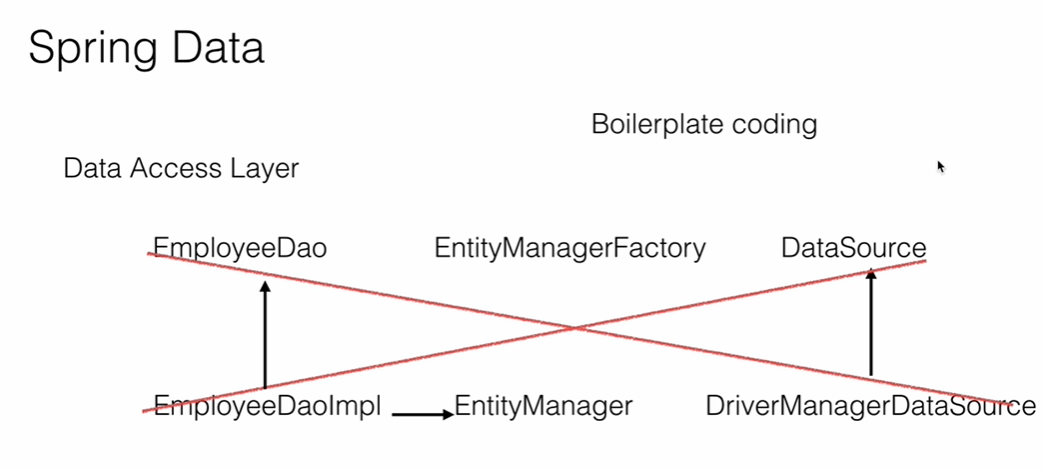 Spring Data
Boilerplate coding
Data Access Layer
EmployeeDao EntityManagerFactory DataSource
EmployeeDaoImpl EntityManager DriverManagerDataSource